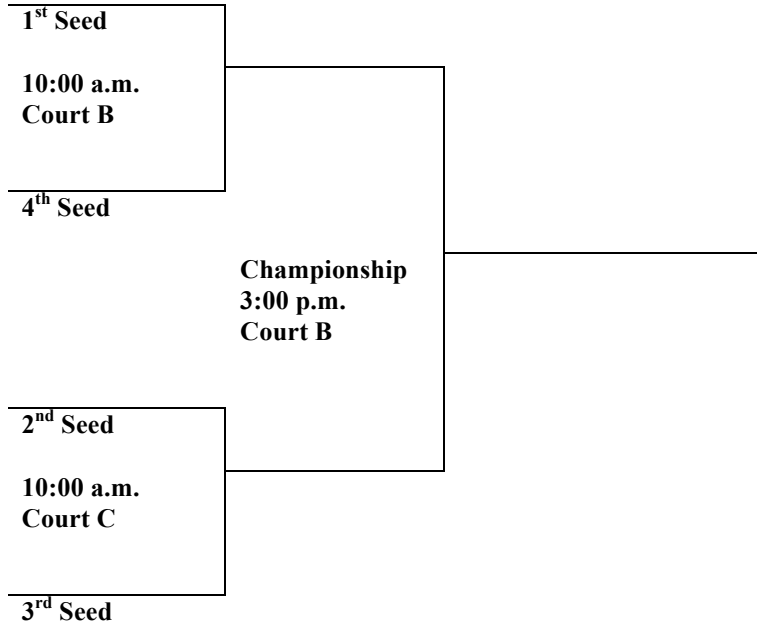 1st Seed
10:00 a.m.
Court B
4th Seed
Championship
3:00 p.m.
Court B
2nd Seed
10:00 a.m.
Court C
3rd Seed